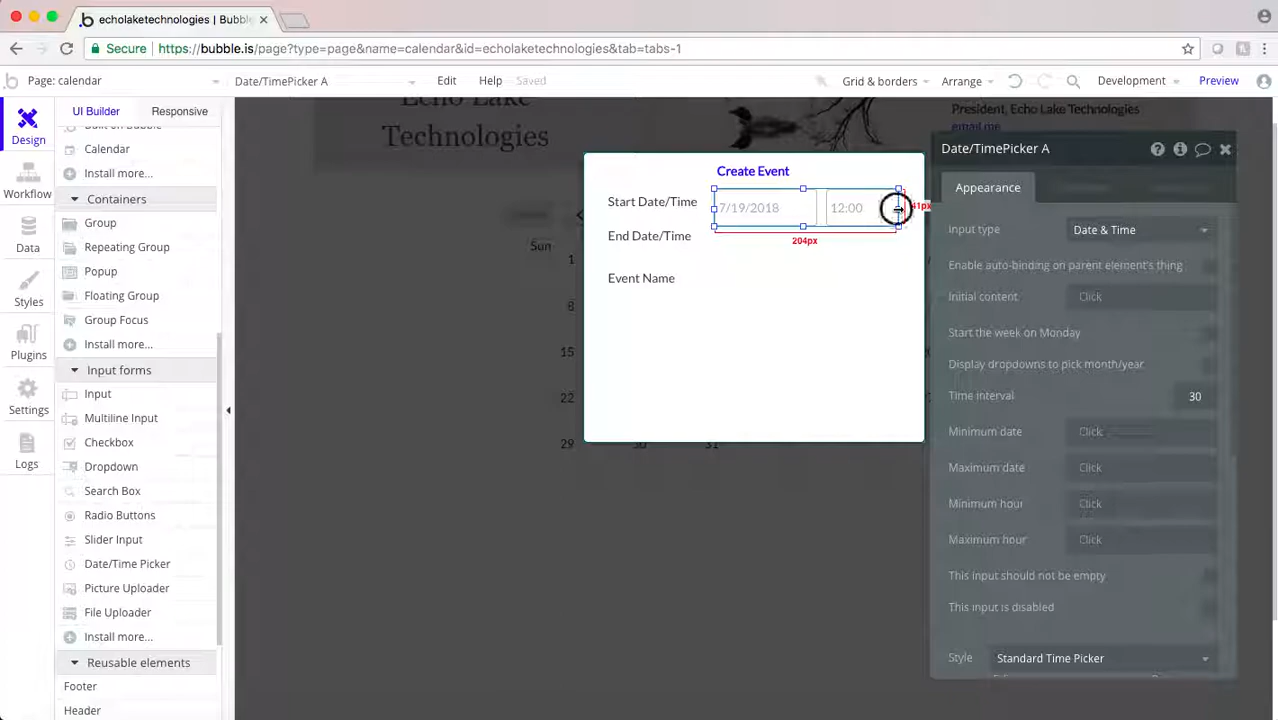 echolaketechnologies | Bubble
Secure
https://bubble.is/page?type=page&name=calendar&id=echolaketechnologies&tab=tabs-1
Page: calendar
Date/TimePicker A
Edit
Help
Saved
Grid & borders
Arrange
Development
Preview
Design
Workflow
Data
Styles
Plugins
Settings
Logs
UI Builder
Responsive
Built on Bubble
Calendar
Install more...
Containers
Group
Repeating Group
Popup
Floating Group
Group Focus
Install more...
Input forms
Input
Multiline Input
Checkbox
Dropdown
Search Box
Radio Buttons
Slider Input
Date/Time Picker
Picture Uploader
File Uploader
Install more...
Reusable elements
Footer
Header
Echo Lake
Technologies
President, Echo Lake Technologies
email me
Sun
1
8
15
22
29
30
31
Create Event
Start Date/Time
7/19/2018
12:00
41px
204px
End Date/Time
Event Name
Date/TimePicker A
Appearance
Input type
Date & Time
Enable auto-binding on parent element's thing
Initial content
Click
Start the week on Monday
Display dropdowns to pick month/year
Time interval
30
Minimum date
Click
Maximum date
Click
Minimum hour
Click
Maximum hour
Click
This input should not be empty
This input is disabled
Style
Standard Time Picker